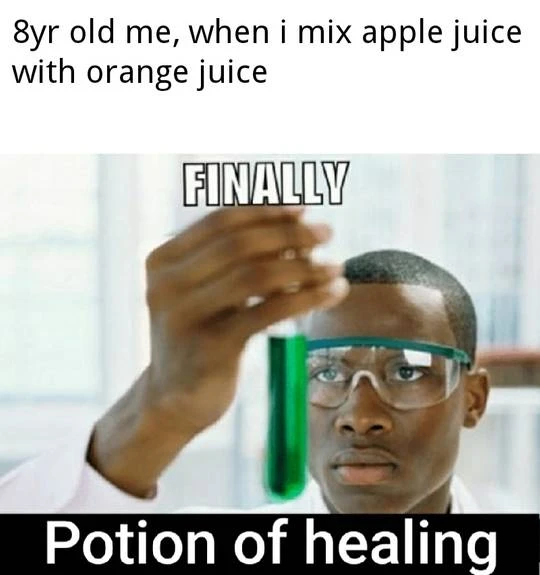 8yr old me, when i mix apple juice
with orange juice
FINALLY
Potion of healing